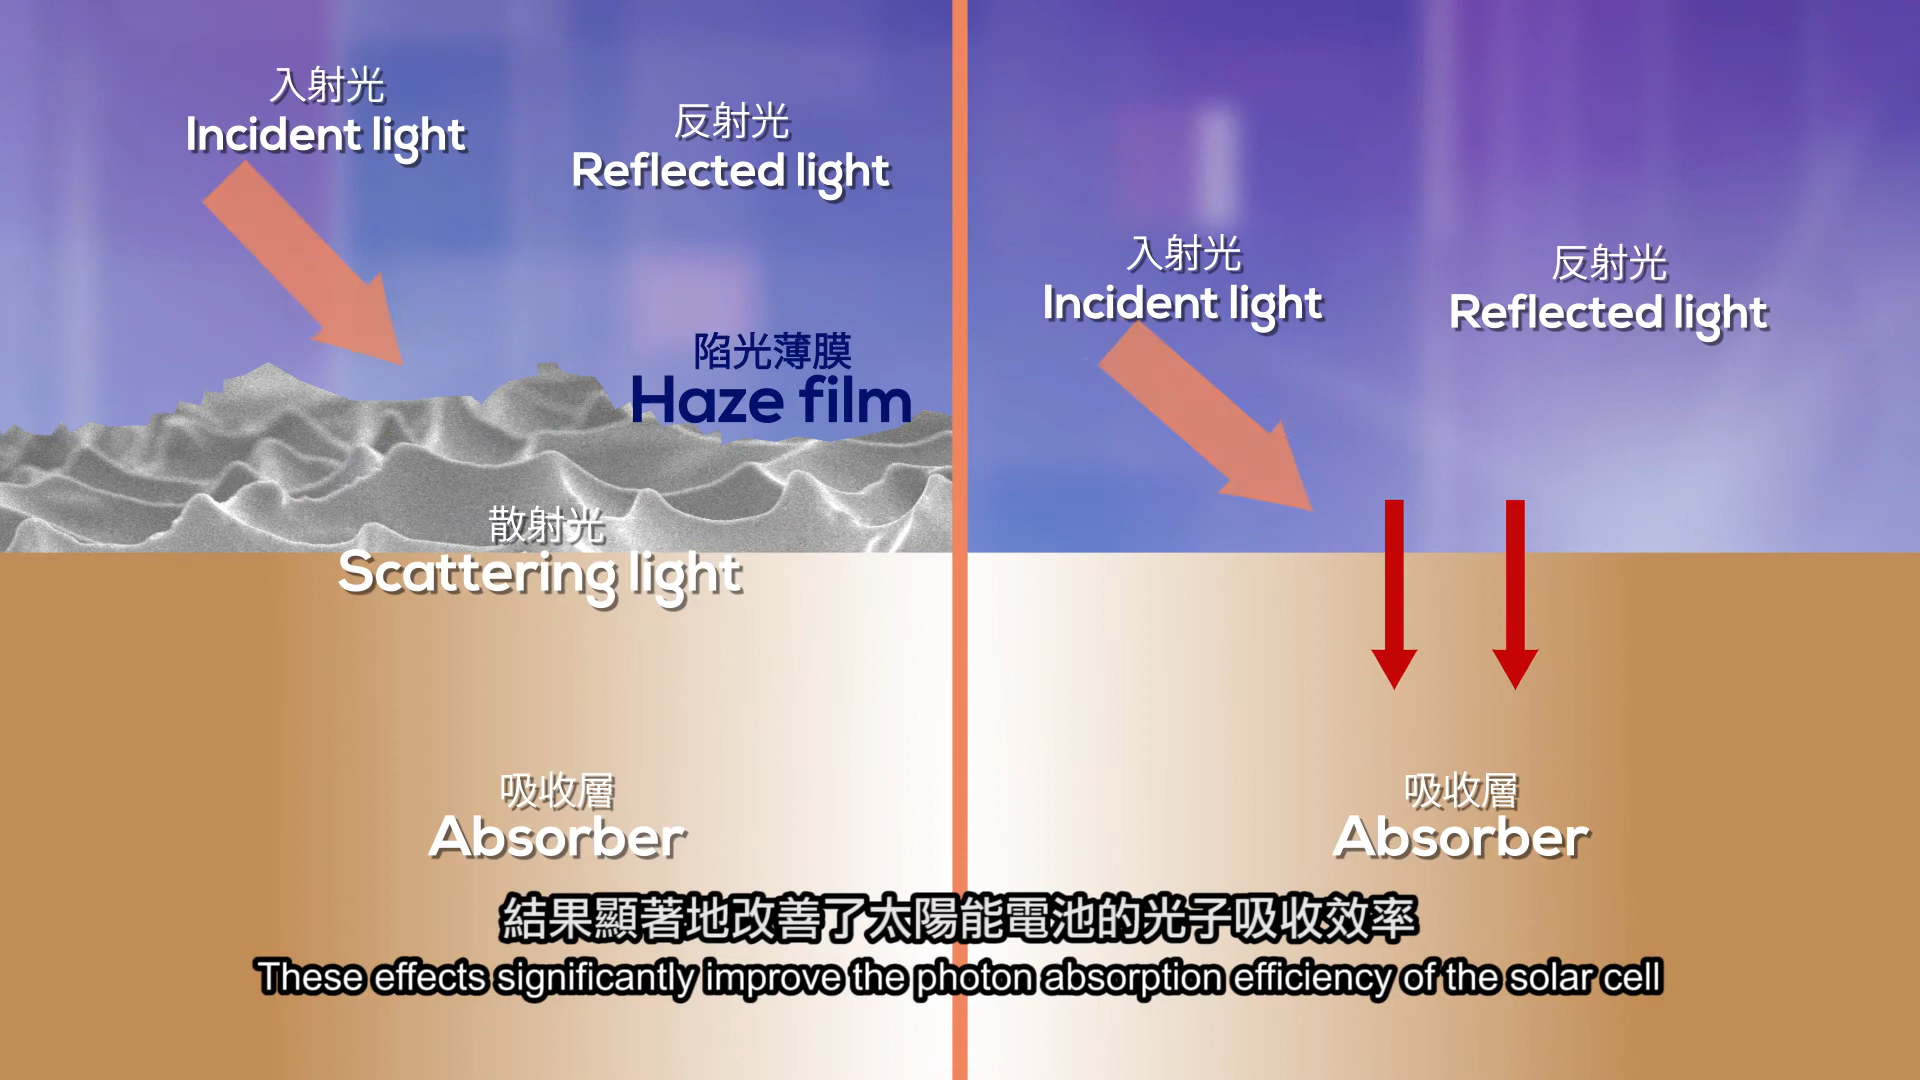 入射光
Incident light
反射光
Reflected light
陷光薄膜
Haze film
散射光
Scattering light
吸收層
Absorber
入射光
Incident light
反射光
Reflected light
吸收層
Absorber
結果顯著地改善了太陽能電池的光子吸收效率
These effects significantly improve the photon absorption efficiency of the solar cell